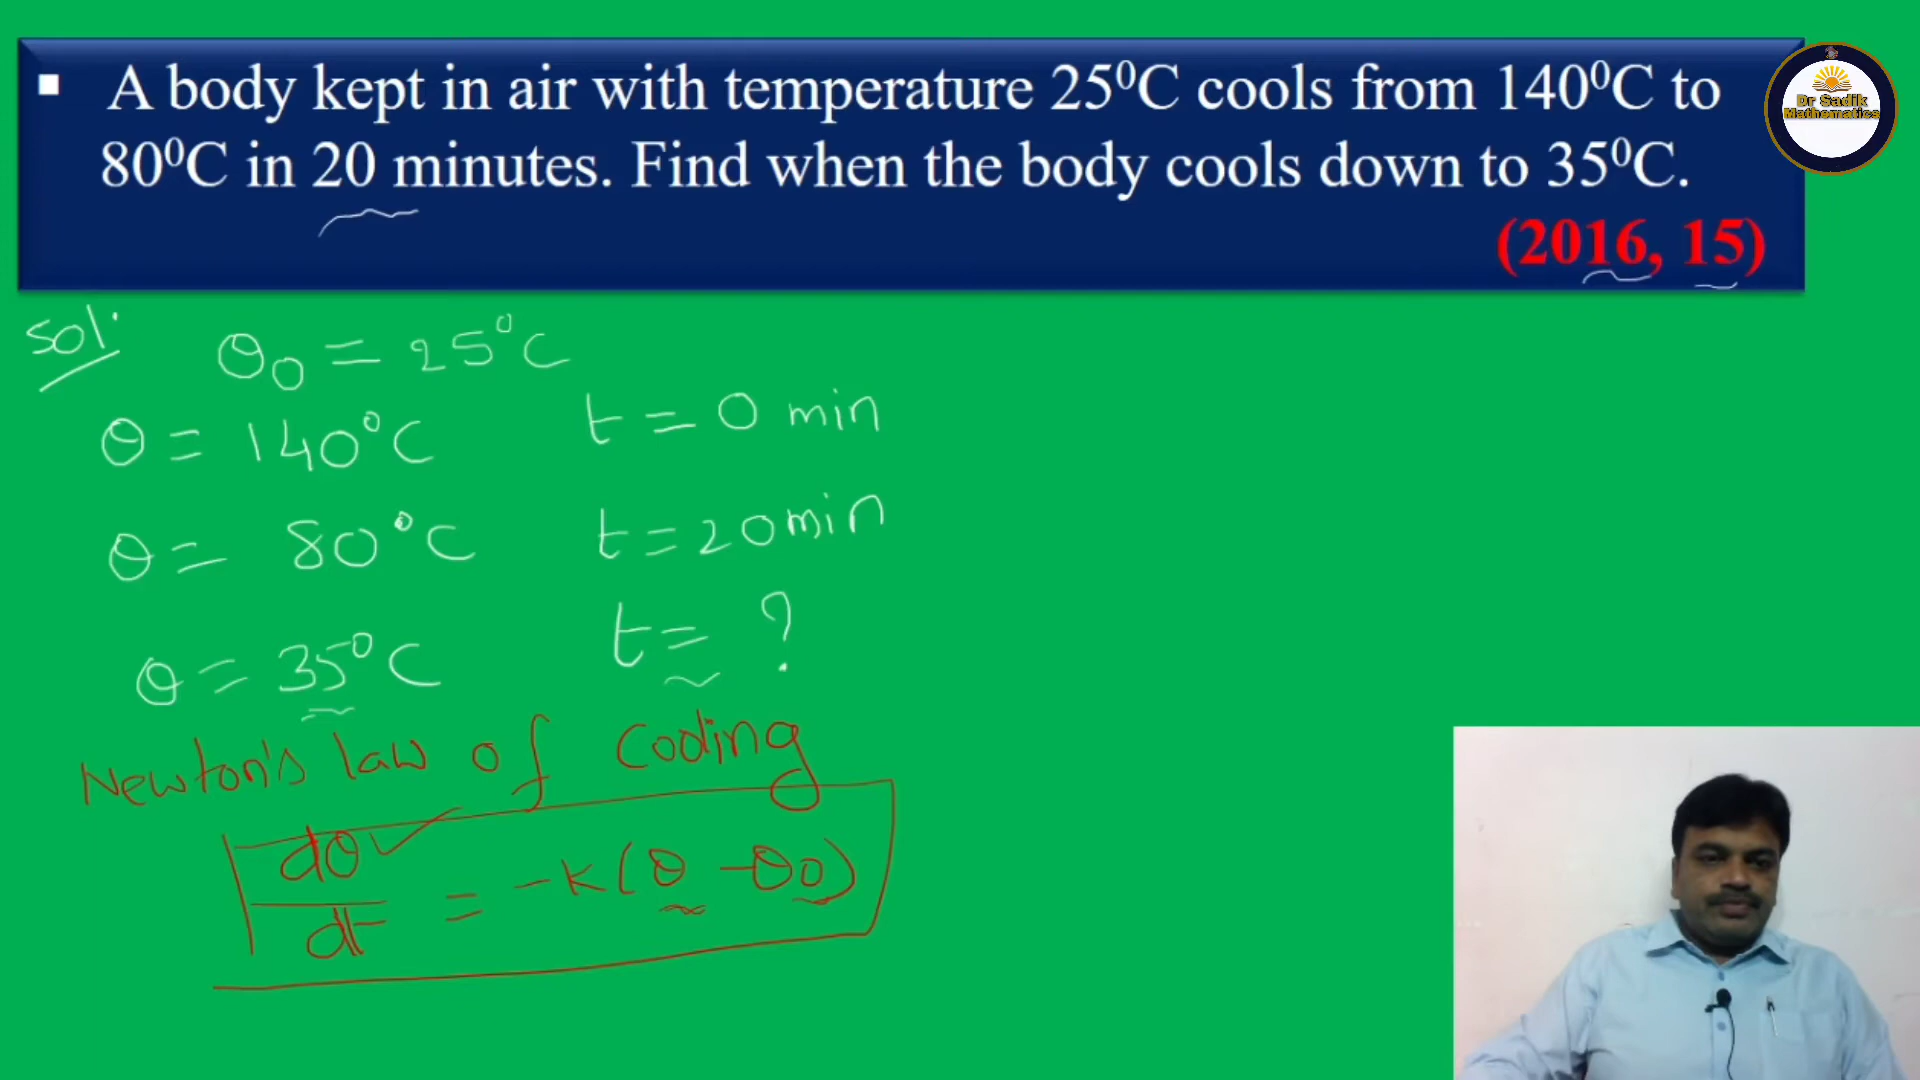 ▪ A body kept in air with temperature 25⁰C cools from 140⁰C to
80⁰C in 20 minutes. Find when the body cools down to 35⁰C.
(2016, 15)
Dr Sadik
Mathematics
Sol:
θ₀ = 25°C
θ = 140°C t = 0 min
θ = 80°C t = 20min
θ = 35°C t = ?
Newton's law of Cooling
dθ/dt = -K(θ - θ₀)